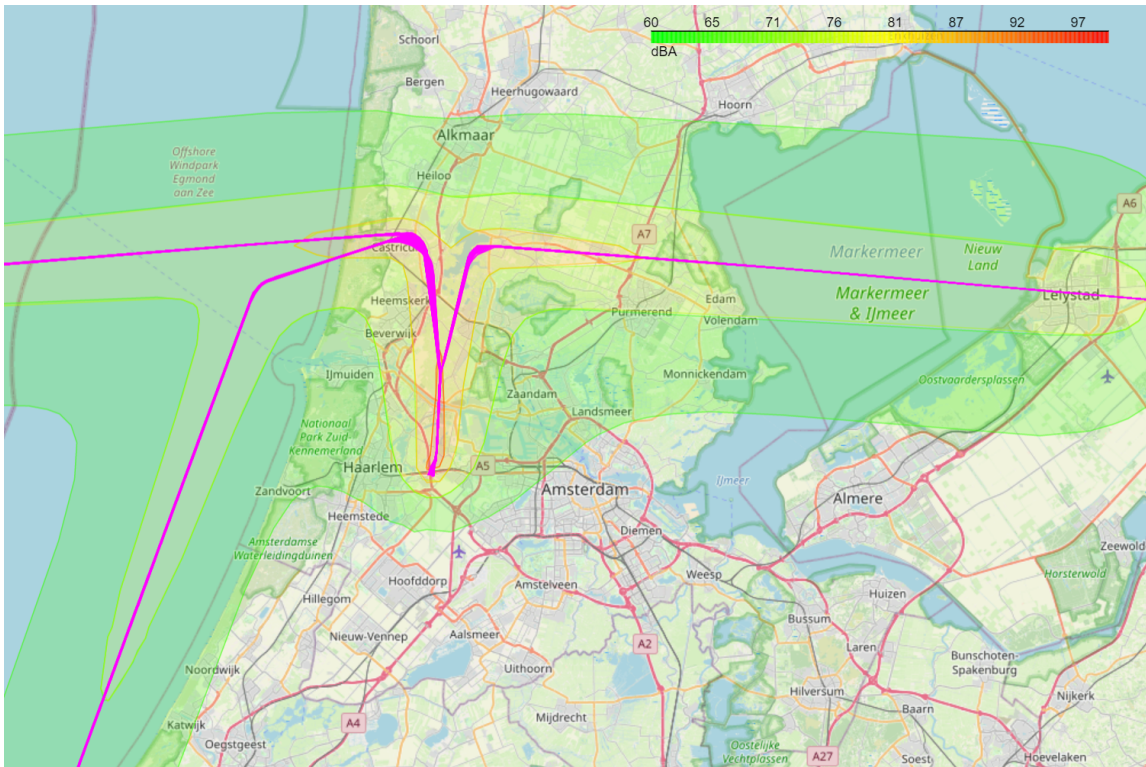 60 65 71 76 81 87 92 97
dBA
Schoorl
Bergen
Heerhugowaard
Hoorn
Enkhuizen
Alkmaar
Offshore
Windpark
Egmond
aan Zee
Heiloo
A6
A7
Castricum
Markermeer
Nieuw
Land
Markermeer
& IJmeer
Lelystad
Heemskerk
Edam
Purmerend
Volendam
Beverwijk
IJmuiden
Monnickendam
Oostvaardersplassen
Zaandam
Landsmeer
Nationaal
Park Zuid
Kennemerland
Haarlem
A5
Zandvoort
Amsterdam
IJmeer
Almere
Heemstede
Diemen
Amsterdamse
Waterleidingduinen
Zeewolde
Hoofddorp
Amstelveen
Weesp
Horsterwold
Hillegom
Huizen
Nieuw-Vennep
Aalsmeer
Bussum
A2
Laren
Bunschoten-
Spakenburg
Noordwijk
Uithoorn
Hilversum
Nijkerk
Baarn
Katwijk
A4
Mijdrecht
Oegstgeest
Oostelijke
Vechtplassen
A27
Soest
Hoevelaken